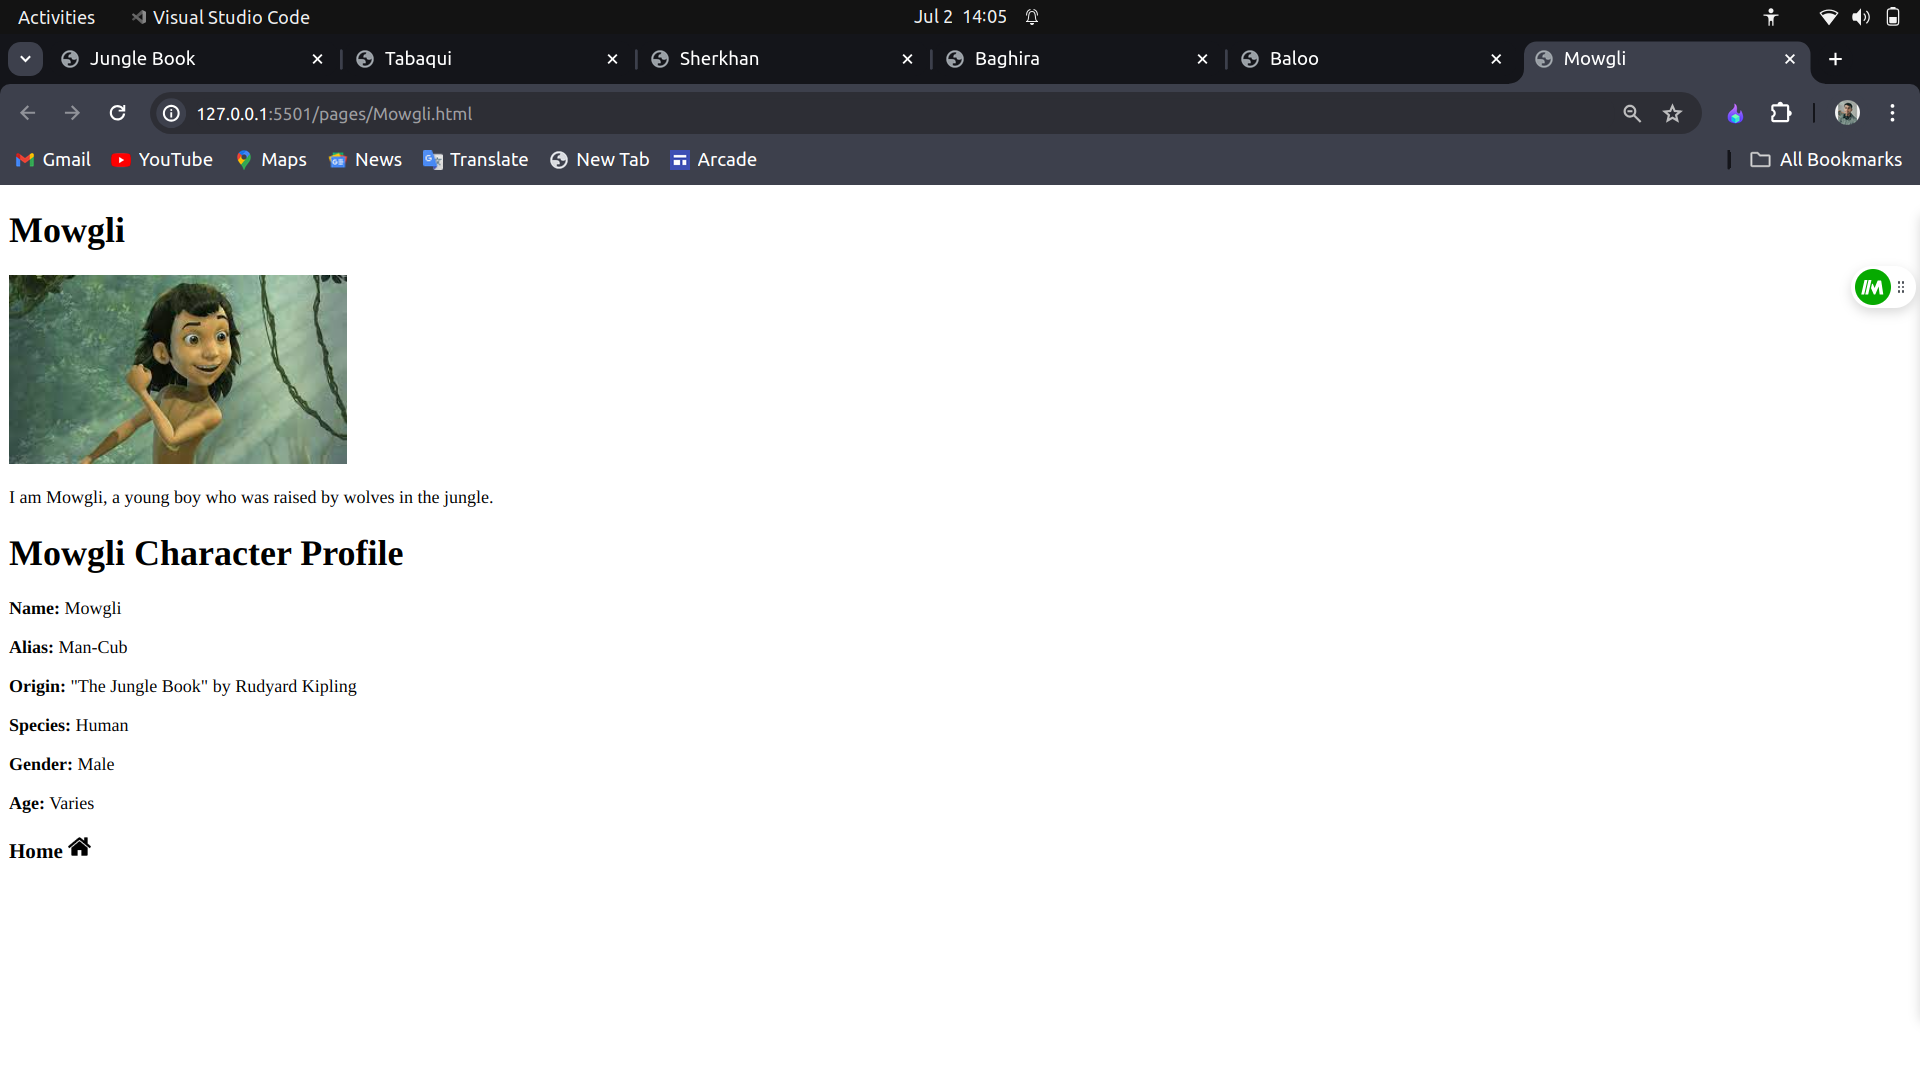 Activities Visual Studio Code Jul 2 14:05
Jungle Book Tabaqui Sherkhan Baghira Baloo Mowgli
127.0.0.1:5501/pages/Mowgli.html
Gmail YouTube Maps News Translate New Tab Arcade All Bookmarks
Mowgli
I am Mowgli, a young boy who was raised by wolves in the jungle.
Mowgli Character Profile
Name: Mowgli
Alias: Man-Cub
Origin: "The Jungle Book" by Rudyard Kipling
Species: Human
Gender: Male
Age: Varies
Home